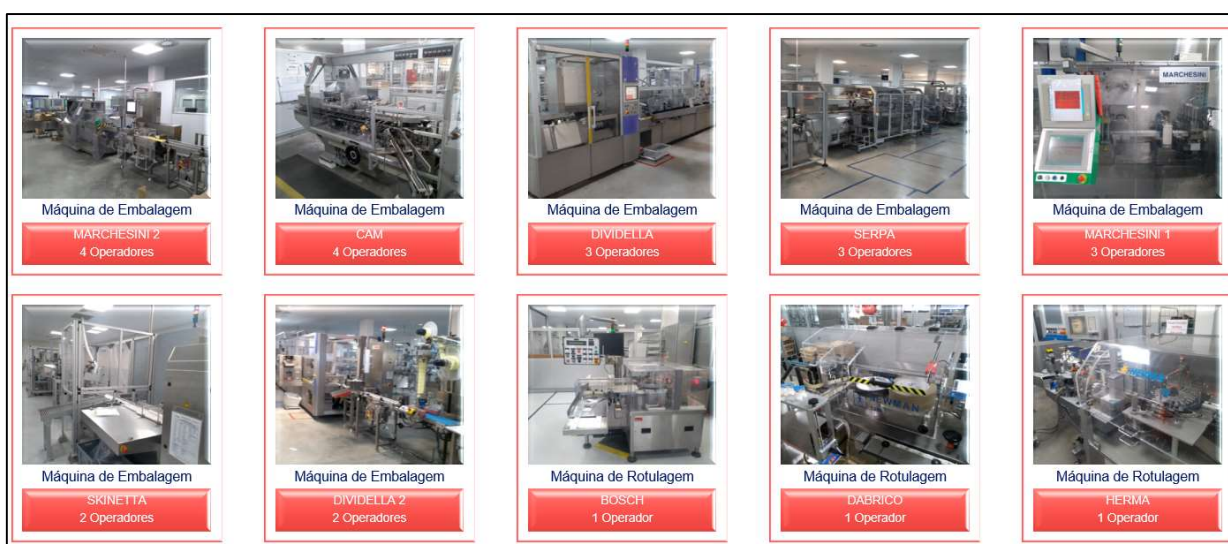 MARCHESINI
Máquina de Embalagem
MARCHESINI 2
4 Operadores
Máquina de Embalagem
CAM
4 Operadores
Máquina de Embalagem
DIVIDELLA
3 Operadores
Máquina de Embalagem
SERPA
3 Operadores
Máquina de Embalagem
MARCHESINI 1
3 Operadores
Máquina de Embalagem
SKINETTA
2 Operadores
Máquina de Embalagem
DIVIDELLA 2
2 Operadores
Máquina de Rotulagem
BOSCH
1 Operador
Máquina de Rotulagem
DABRICO
1 Operador
Máquina de Rotulagem
HERMA
1 Operador